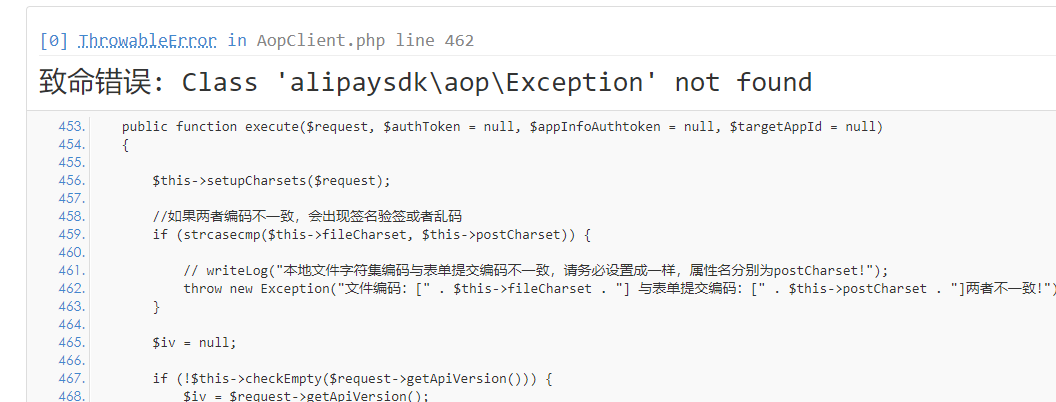 [0] ThrowableError in AopClient.php line 462
致命错误: Class 'alipaysdk\aop\Exception' not found
453. public function execute($request, $authToken = null, $appInfoAuthtoken = null, $targetAppId = null)
454. {
455.
456. $this->setupCharsets($request);
457.
458. //如果两者编码不一致，会出现签名验签或者乱码
459. if (strcasecmp($this->fileCharset, $this->postCharset)) {
460.
461. // writeLog("本地文件字符集编码与表单提交编码不一致，请务必设置成一样，属性名分别为postCharset!");
462. throw new Exception("文件编码：[" . $this->fileCharset . "] 与表单提交编码：[" . $this->postCharset . "]两者不一致!")
463. }
464.
465. $iv = null;
466.
467. if (!$this->checkEmpty($request->getApiVersion())) {
468. $iv = $request->getApiVersion();